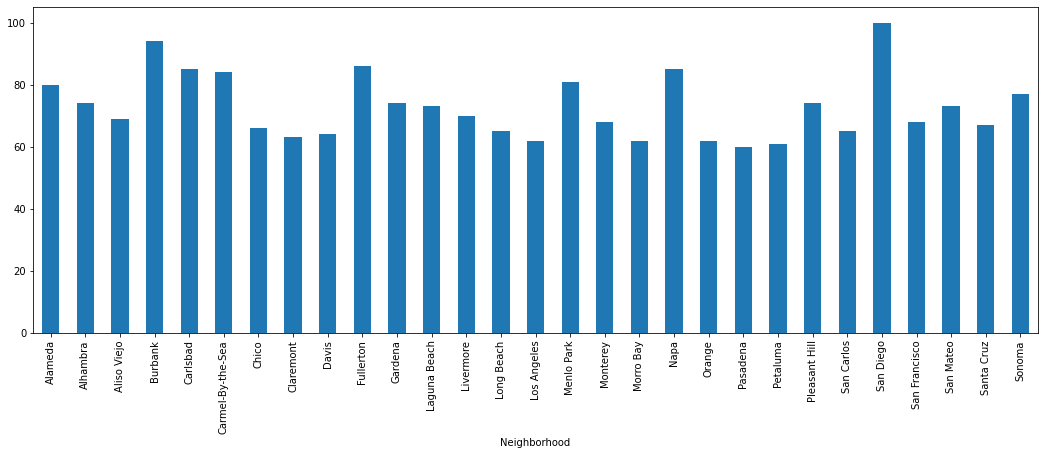 100
80
60
40
20
0
Alameda
Alhambra
Aliso Viejo
Burbank
Carlsbad
Carmel-By-the-Sea
Chico
Claremont
Davis
Fullerton
Gardena
Laguna Beach
Livermore
Long Beach
Los Angeles
Menlo Park
Monterey
Morro Bay
Napa
Orange
Pasadena
Petaluma
Pleasant Hill
San Carlos
San Diego
San Francisco
San Mateo
Santa Cruz
Sonoma
Neighborhood